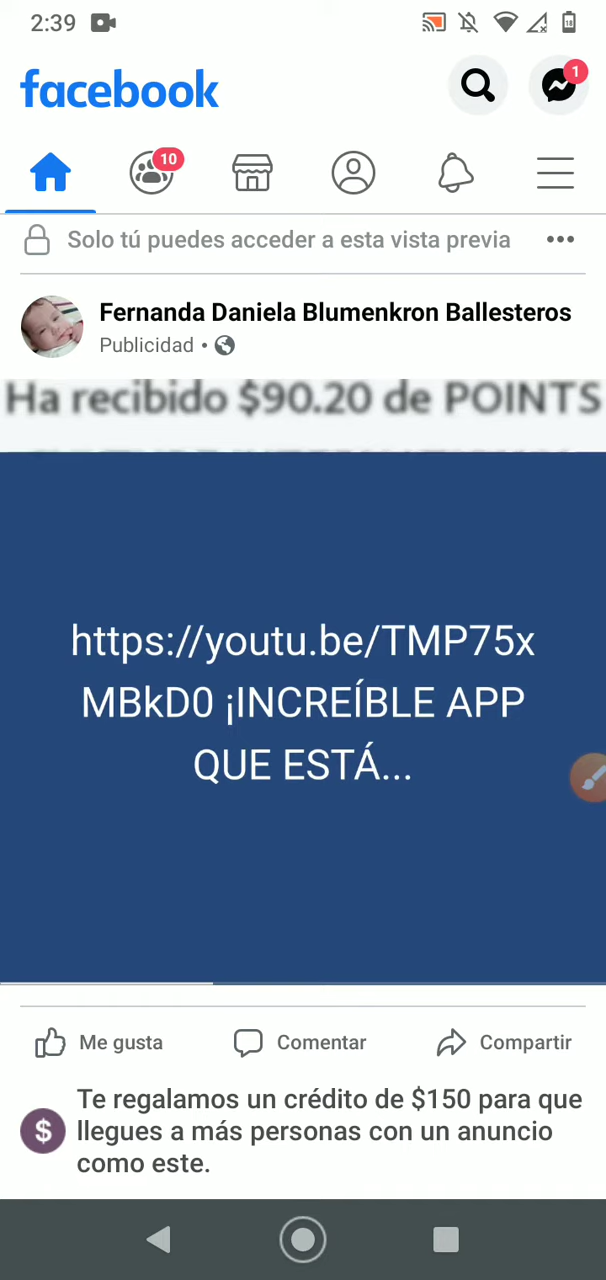 2:39
18
facebook
1
10
Solo tú puedes acceder a esta vista previa
Fernanda Daniela Blumenkron Ballesteros
Publicidad •
Ha recibido $90.20 de POINTS
https://youtu.be/TMP75x
MBkD0 ¡INCREÍBLE APP
QUE ESTÁ...
Me gusta
Comentar
Compartir
$
Te regalamos un crédito de $150 para que
llegues a más personas con un anuncio
como este.